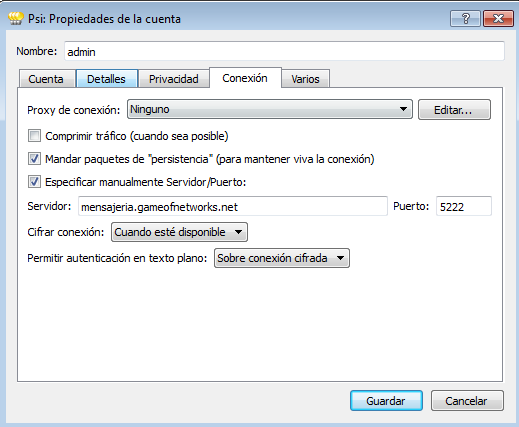 Psi: Propiedades de la cuenta
Nombre: admin
Cuenta Detalles Privacidad Conexión Varios
Proxy de conexión: Ninguno Editar...
Comprimir tráfico (cuando sea posible)
Mandar paquetes de "persistencia" (para mantener viva la conexión)
Especificar manualmente Servidor/Puerto:
Servidor: mensajeria.gameofnetworks.net Puerto: 5222
Cifrar conexión: Cuando esté disponible
Permitir autenticación en texto plano: Sobre conexión cifrada
Guardar Cancelar